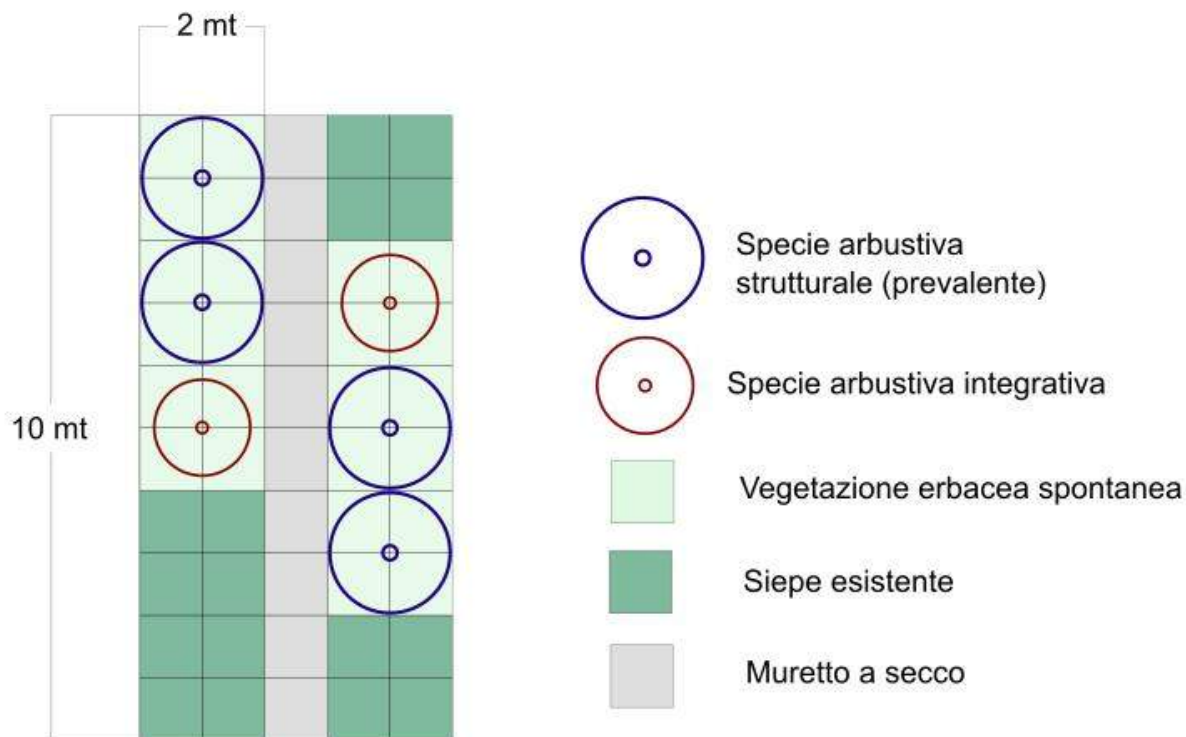 2 mt
10 mt
Specie arbustiva
strutturale (prevalente)
Specie arbustiva integrativa
Vegetazione erbacea spontanea
Siepe esistente
Muretto a secco